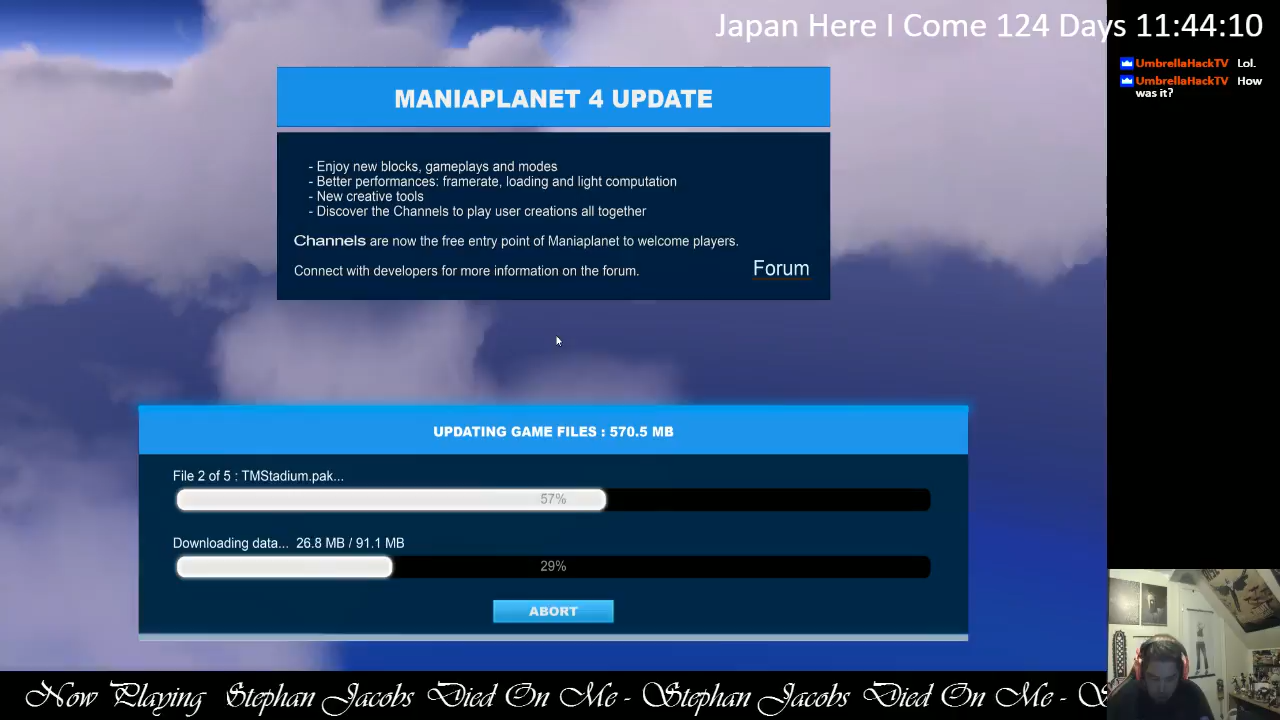 Japan Here I Come 124 Days 11:44:10
UmbrellaHackTV Lol.
UmbrellaHackTV How
was it?
MANIAPLANET 4 UPDATE
- Enjoy new blocks, gameplays and modes
- Better performances: framerate, loading and light computation
- New creative tools
- Discover the Channels to play user creations all together
Channels are now the free entry point of Maniaplanet to welcome players.
Connect with developers for more information on the forum.
Forum
UPDATING GAME FILES : 570.5 MB
File 2 of 5 : TMStadium.pak...
57%
Downloading data... 26.8 MB / 91.1 MB
29%
ABORT
Now Playing Stephan Jacobs Died On Me - Stephan Jacobs Died On Me - S